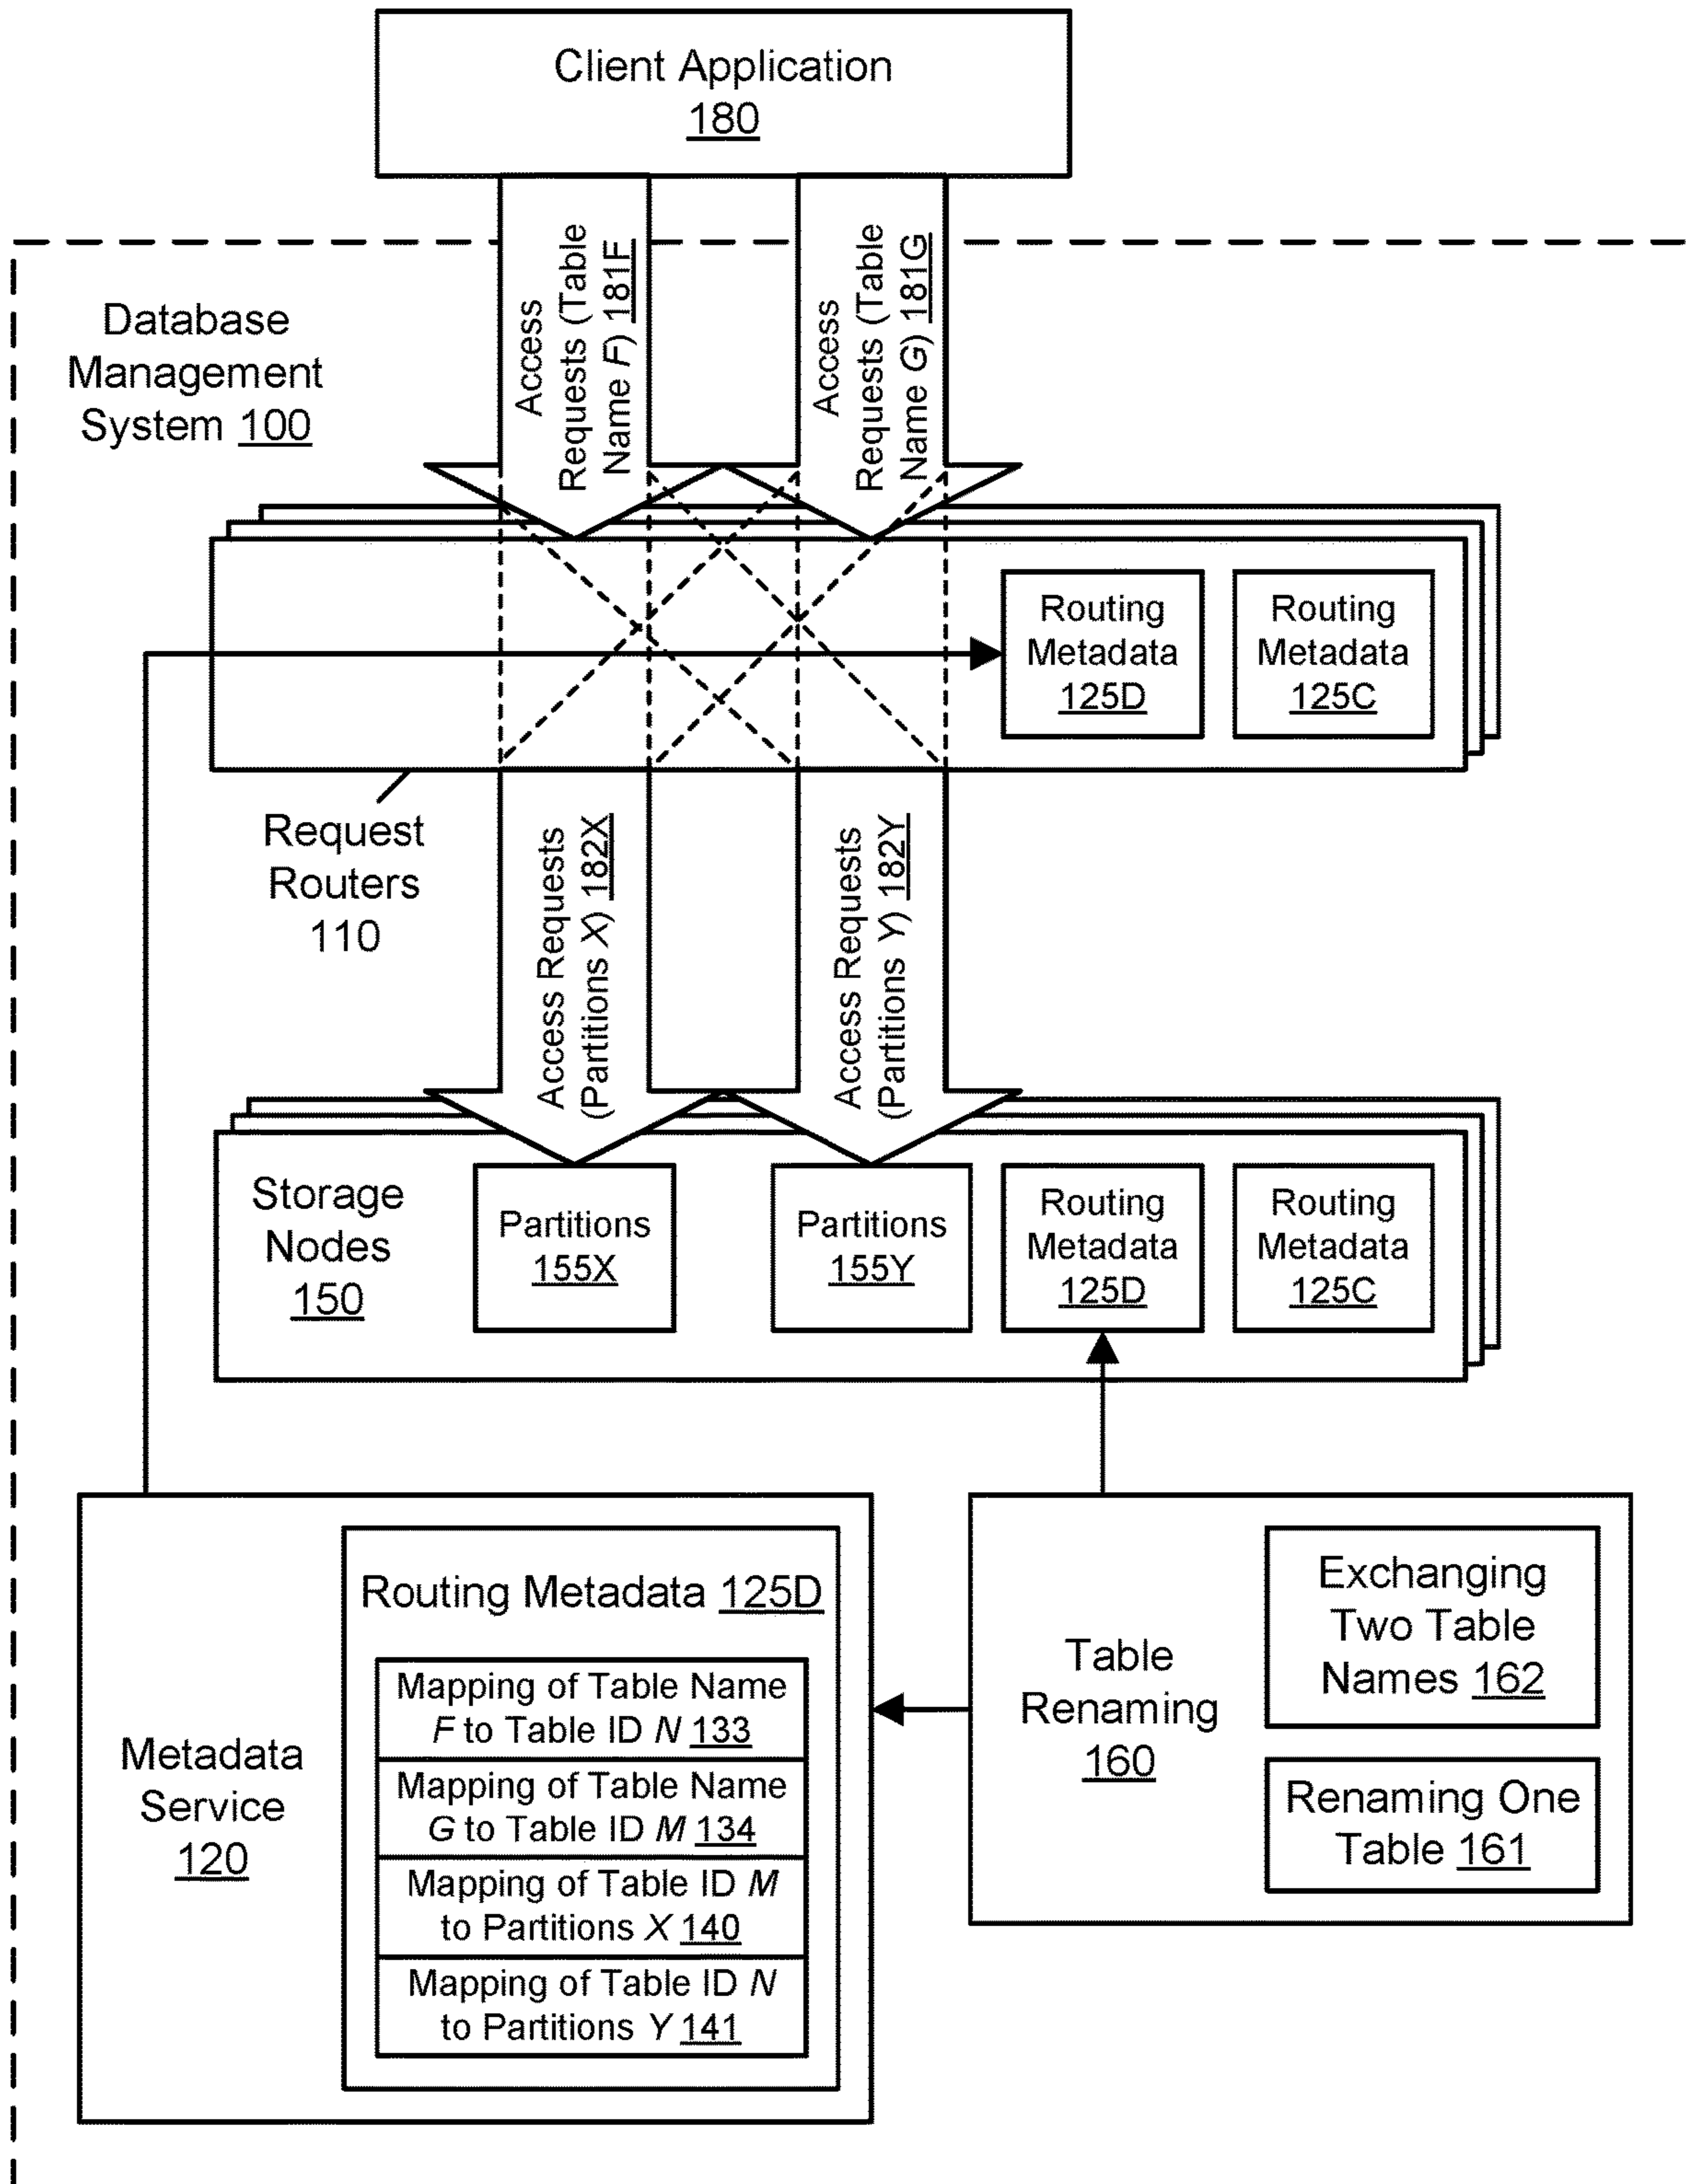 Client Application
180
Database
Management
System 100
Access
Requests (Table
Name F) 181F
Access
Requests (Table
Name G) 181G
Routing
Metadata
125D
Routing
Metadata
125C
Request
Routers
110
Access Requests
(Partitions X) 182X
Access Requests
(Partitions Y) 182Y
Storage
Nodes
150
Partitions
155X
Partitions
155Y
Routing
Metadata
125D
Routing
Metadata
125C
Metadata
Service
120
Routing Metadata 125D
Mapping of Table Name
F to Table ID N 133
Mapping of Table Name
G to Table ID M 134
Mapping of Table ID M
to Partitions X 140
Mapping of Table ID N
to Partitions Y 141
Table
Renaming
160
Exchanging
Two Table
Names 162
Renaming One
Table 161